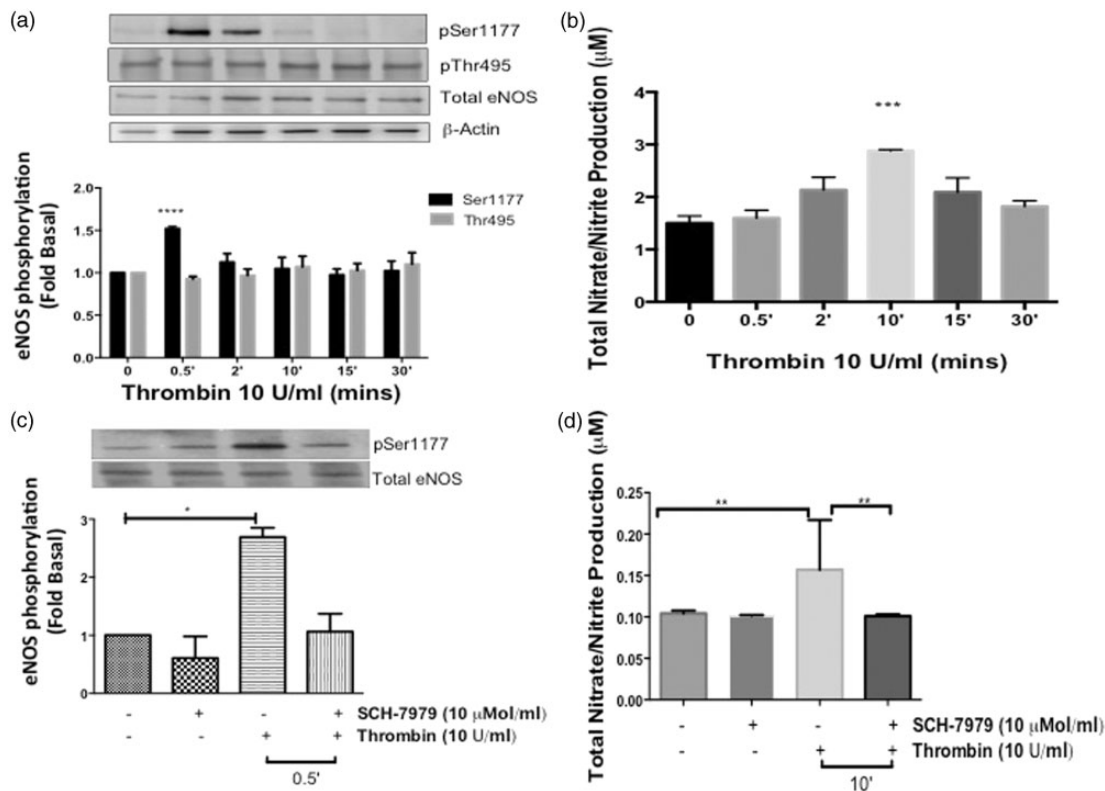 (a)
pSer1177
pThr495
Total eNOS
β-Actin
eNOS phosphorylation
(Fold Basal)
2.0
1.5
1.0
0.5
0.0
Ser1177
Thr495
****
0 0.5' 2' 10' 15' 30'
Thrombin 10 U/ml (mins)
(b)
Total Nitrate/Nitrite Production (μM)
4
3
2
1
0
***
0 0.5' 2' 10' 15' 30'
Thrombin 10 U/ml (mins)
(c)
pSer1177
Total eNOS
eNOS phosphorylation
(Fold Basal)
3
2
1
0
*
- + - + SCH-7979 (10 μMol/ml)
- - + + Thrombin (10 U/ml)
0.5'
(d)
Total Nitrate/Nitrite Production (μM)
0.25
0.20
0.15
0.10
0.05
0.00
**
**
- + - + SCH-7979 (10 μMol/ml)
- - + + Thrombin (10 U/ml)
10'